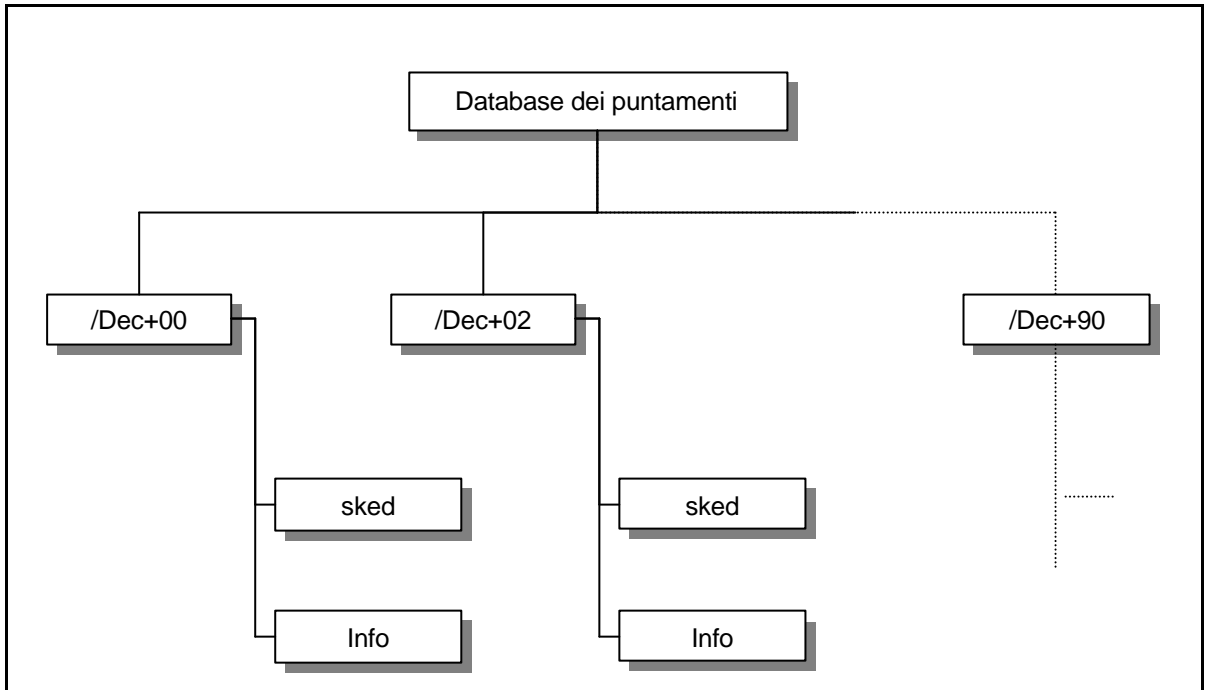 Database dei puntamenti
/Dec+00
/Dec+02
/Dec+90
sked
sked
Info
Info